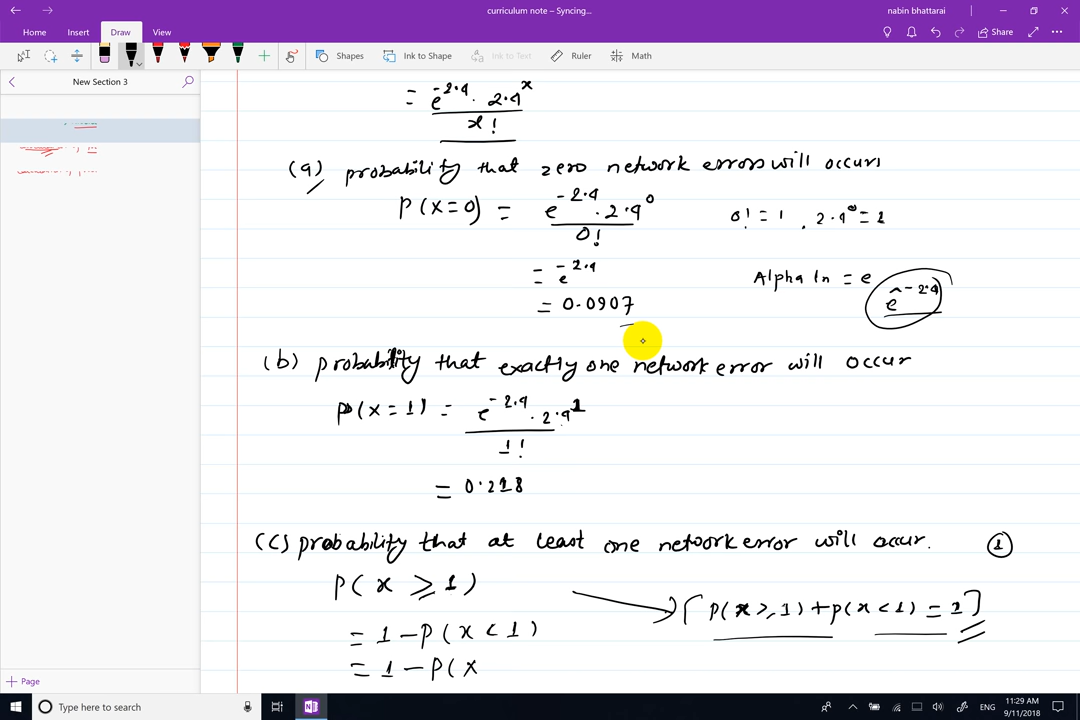 curriculum note – Syncing...
nabin bhattarai
Home Insert Draw View
Share
Shapes Ink to Shape Ink to Text Ruler Math
New Section 3
= e^-2.4 . 2.4^x / x!
(a) probability that zero network errors will occurs
P(X=0) = e^-2.4 . 2.4^0 / 0!
0! = 1 , 2.4^0 = 1
= e^-2.4
Alpha ln = e
e^-2.4
= 0.0907
(b) probability that exactly one network error will occur
P(x=1) = e^-2.4 . 2.4^1 / 1!
= 0.218
(c) probability that at least one network error will occur. ①
P(x ≥ 1)
[P(x ≥ 1) + p(x < 1) = 1]
= 1 – P(x < 1)
= 1 – P(x
+ Page
Type here to search
ENG
11:29 AM
9/11/2018